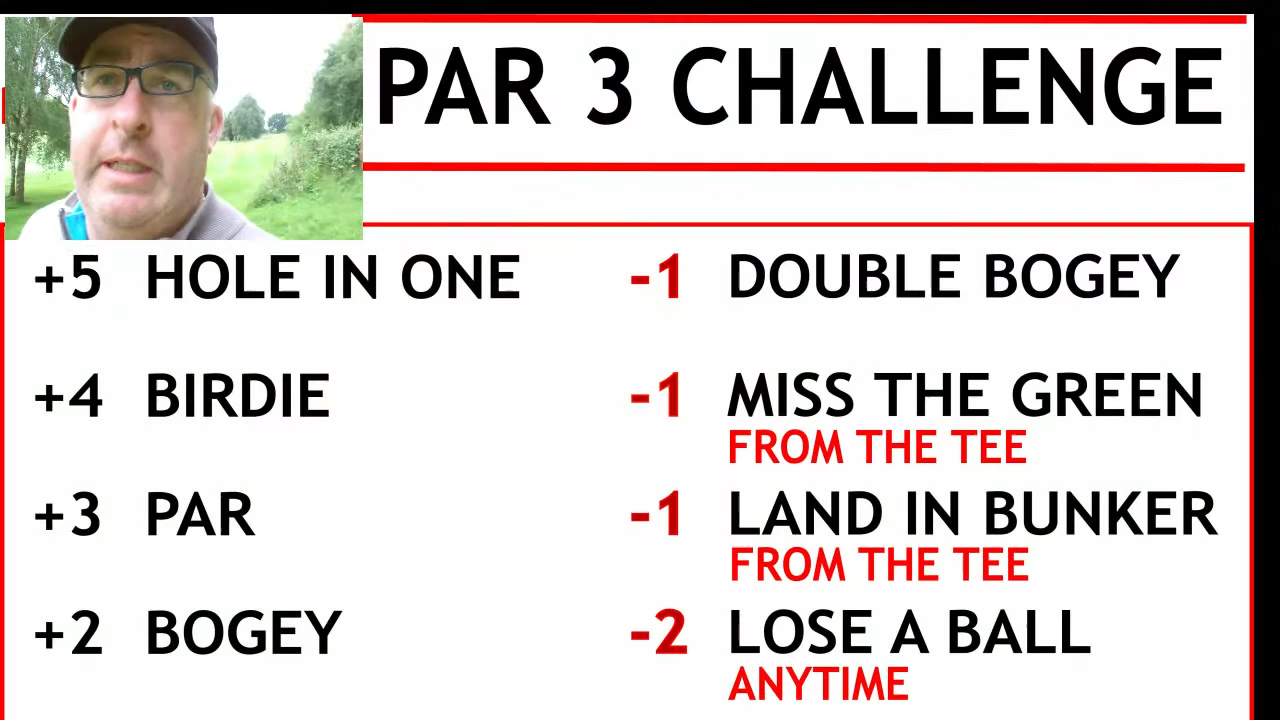 PAR 3 CHALLENGE
+5 HOLE IN ONE
-1 DOUBLE BOGEY
+4 BIRDIE
-1 MISS THE GREEN
FROM THE TEE
+3 PAR
-1 LAND IN BUNKER
FROM THE TEE
+2 BOGEY
-2 LOSE A BALL
ANYTIME